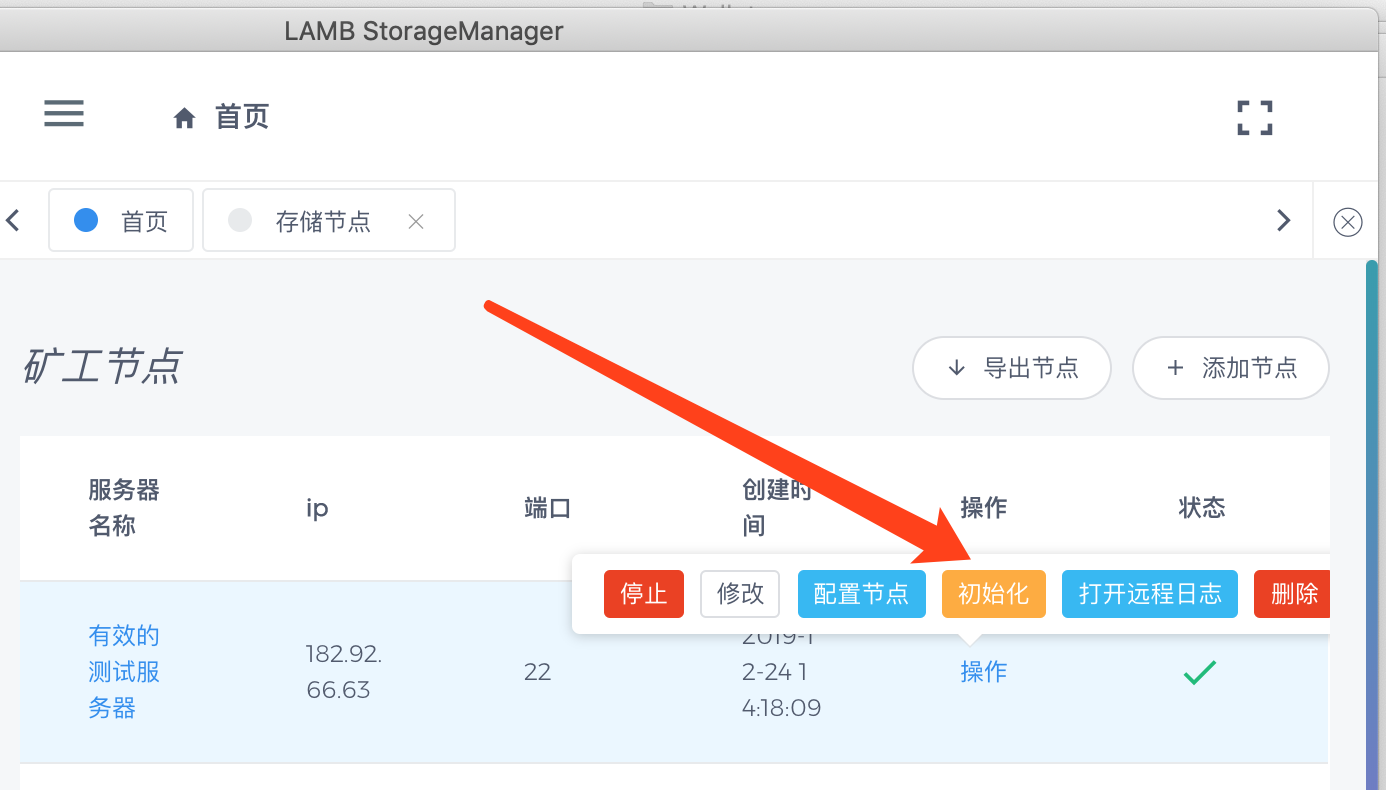 LAMB StorageManager
首页
首页
存储节点
矿工节点
导出节点
添加节点
服务器
名称
ip
端口
创建时
间
操作
状态
停止
修改
配置节点
初始化
打开远程日志
删除
有效的
测试服
务器
182.92.
66.63
22
2019-1
2-24 1
4:18:09
操作